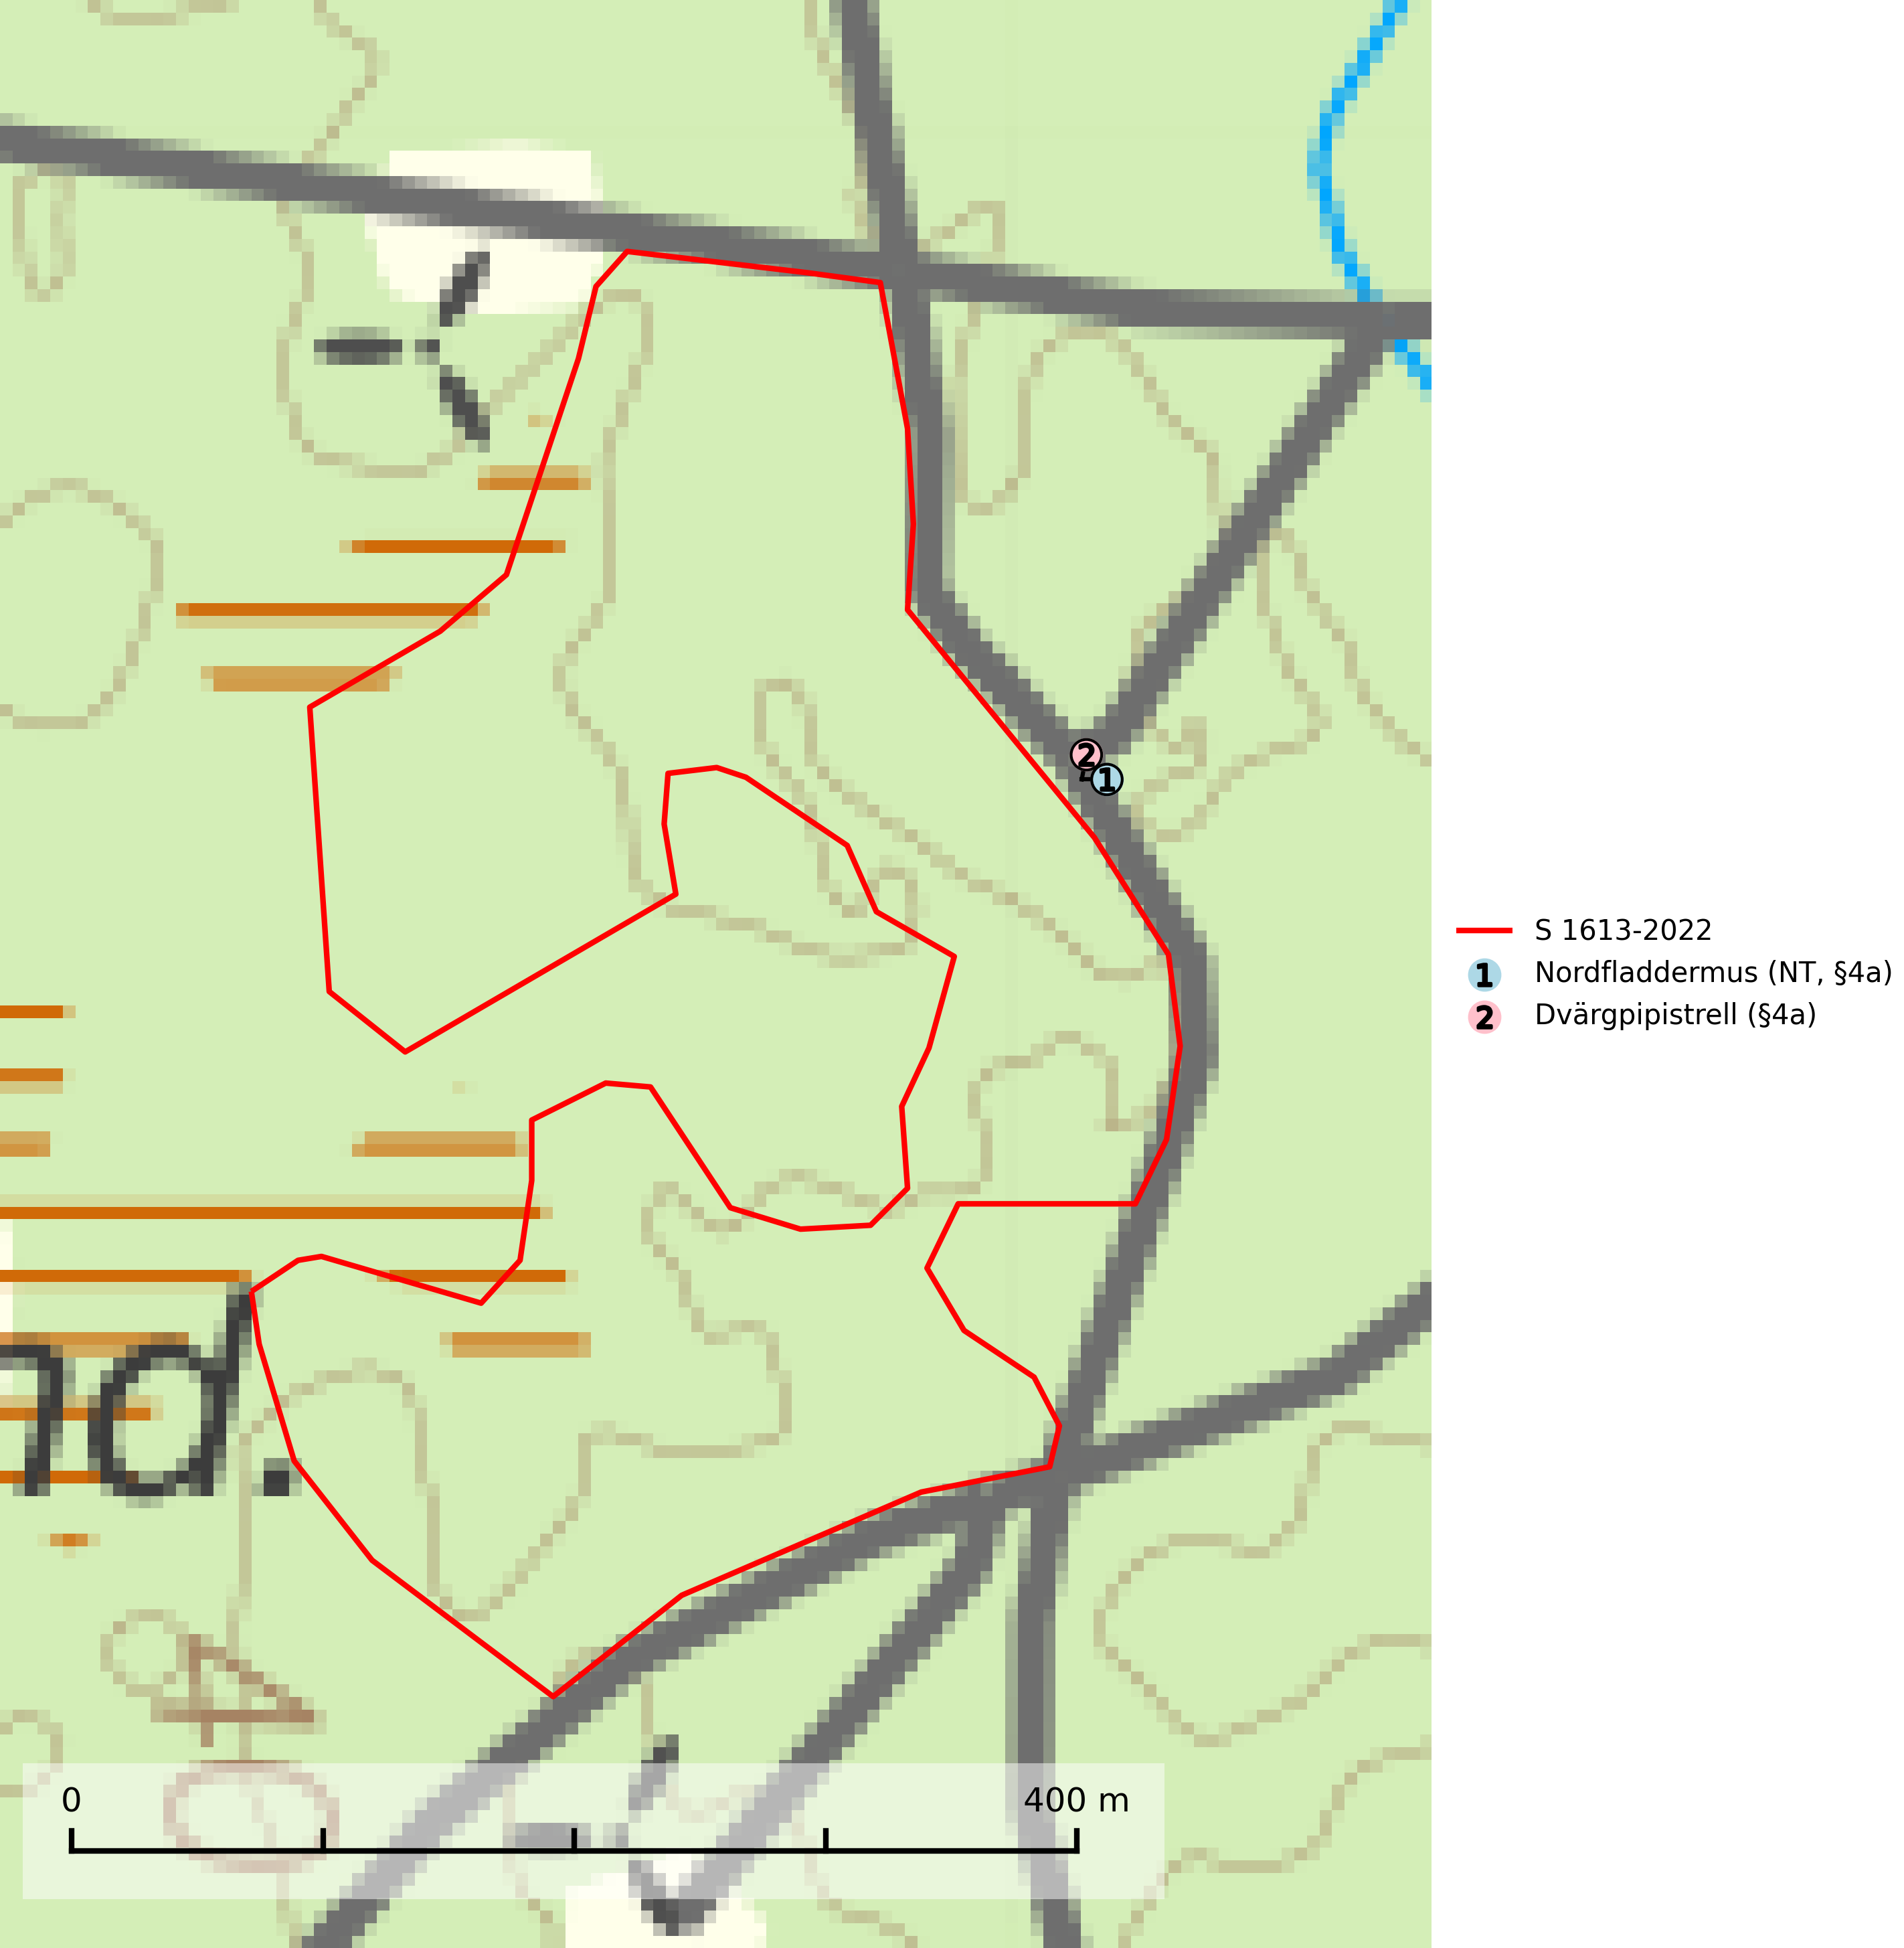 2
1
S 1613-2022
1 Nordfladdermus (NT, §4a)
2 Dvärgpipistrell (§4a)
0 400 m